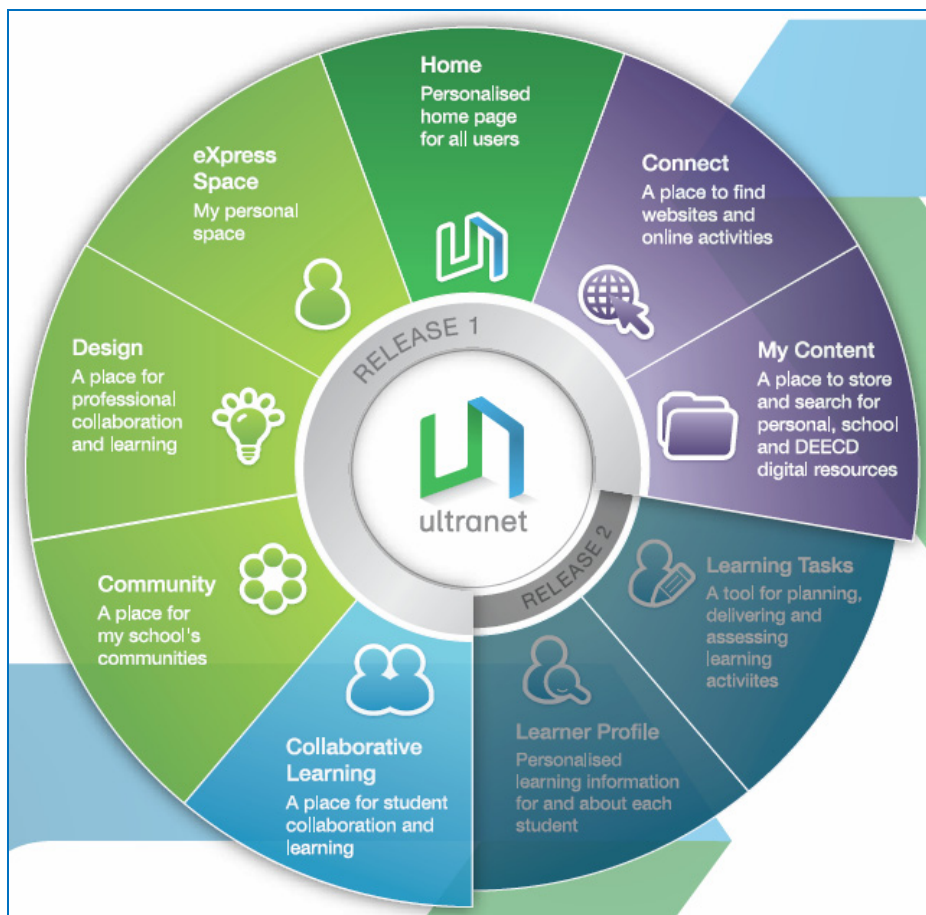 Home
Personalised
home page
for all users
Connect
A place to find
websites and
online activities
My Content
A place to store
and search for
personal, school
and DEECD
digital resources
Learning Tasks
A tool for planning,
delivering and
assessing
learning
activiites
Learner Profile
Personalised
learning information
for and about each
student
Collaborative
Learning
A place for student
collaboration and
learning
Community
A place for
my school's
communities
Design
A place for
professional
collaboration
and learning
eXpress
Space
My personal
space
RELEASE 1
ultranet
RELEASE 2